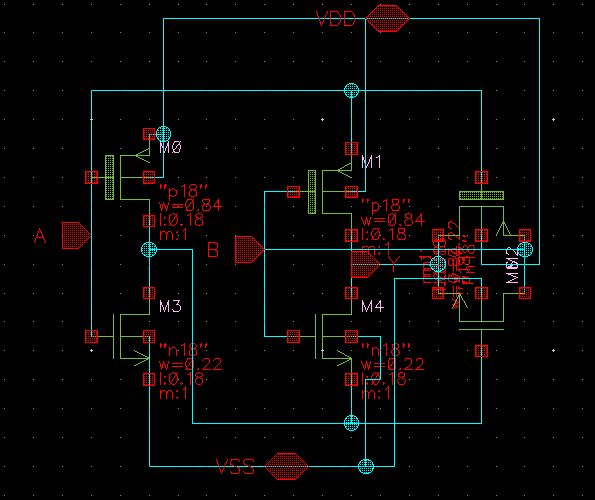 VDD
M0
"p18"
w=0.84
l:0.18
m:1
M1
"p18"
w=0.84
l:0.18
m:1
A
B
Y
M2
M3
"n18"
w=0.22
l:0.18
m:1
M4
"n18"
w=0.22
l:0.18
m:1
VSS